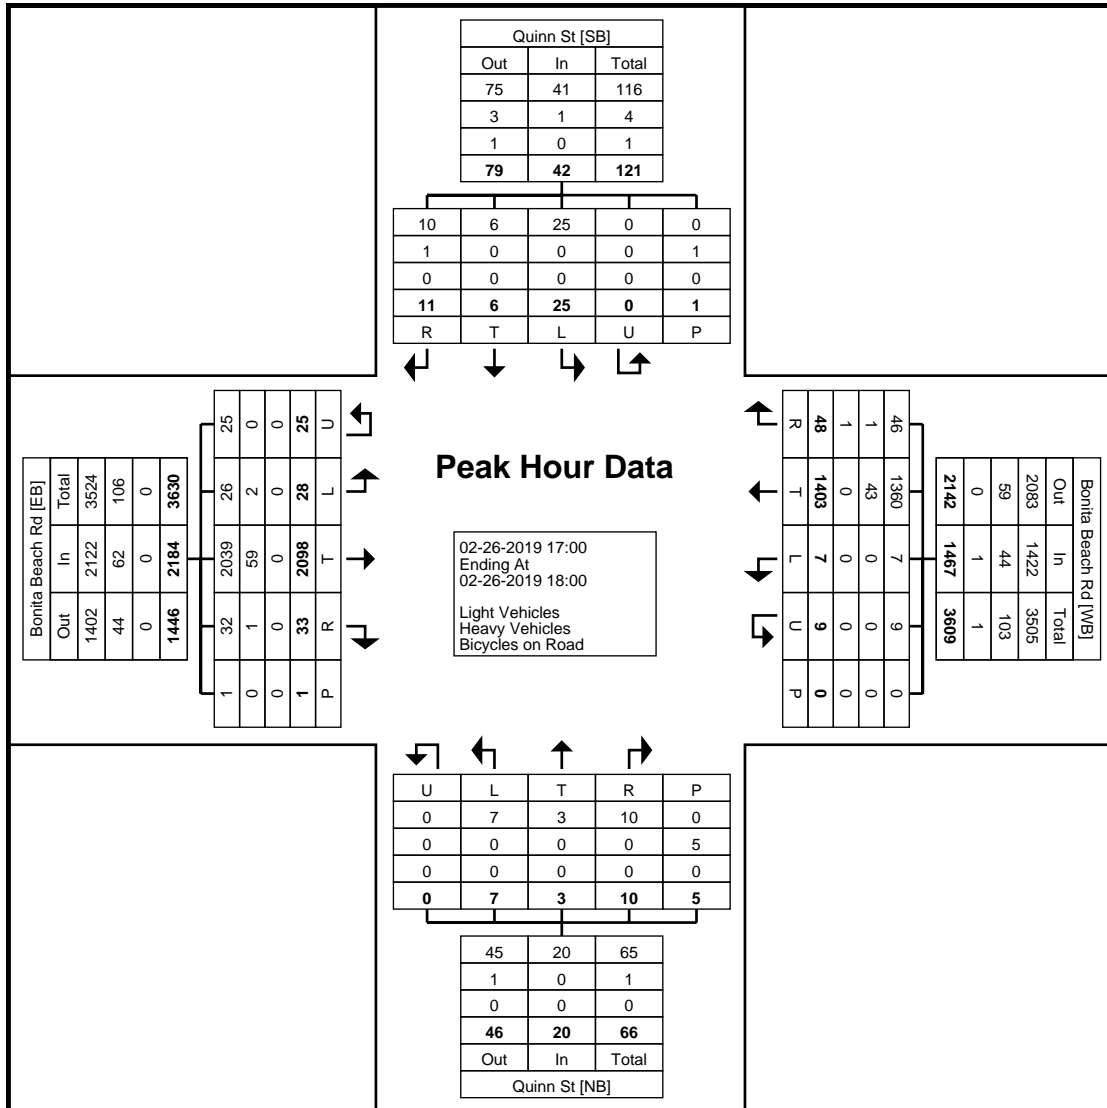 Quinn St [SB]
Out In Total
75 41 116
3 1 4
1 0 1
79 42 121
10 6 25 0 0
1 0 0 0 1
0 0 0 0 0
11 6 25 0 1
R T L U P
Bonita Beach Rd [EB]
Total In Out
3524 2122 1402
106 62 44
0 0 0
3630 2184 1446
25 26 2039 32 1
0 2 59 1 0
0 0 0 0 0
25 28 2098 33 1
U L T R P
Peak Hour Data
02-26-2019 17:00
Ending At
02-26-2019 18:00
Light Vehicles
Heavy Vehicles
Bicycles on Road
R T L U P
48 1403 7 9 0
1 0 0 0 0
1 43 0 0 0
46 1360 7 9 0
2142 1467 3609
0 1 1
59 44 103
2083 1422 3505
Out In Total
Bonita Beach Rd [WB]
U L T R P
0 7 3 10 0
0 0 0 0 5
0 0 0 0 0
0 7 3 10 5
45 20 65
1 0 1
0 0 0
46 20 66
Out In Total
Quinn St [NB]